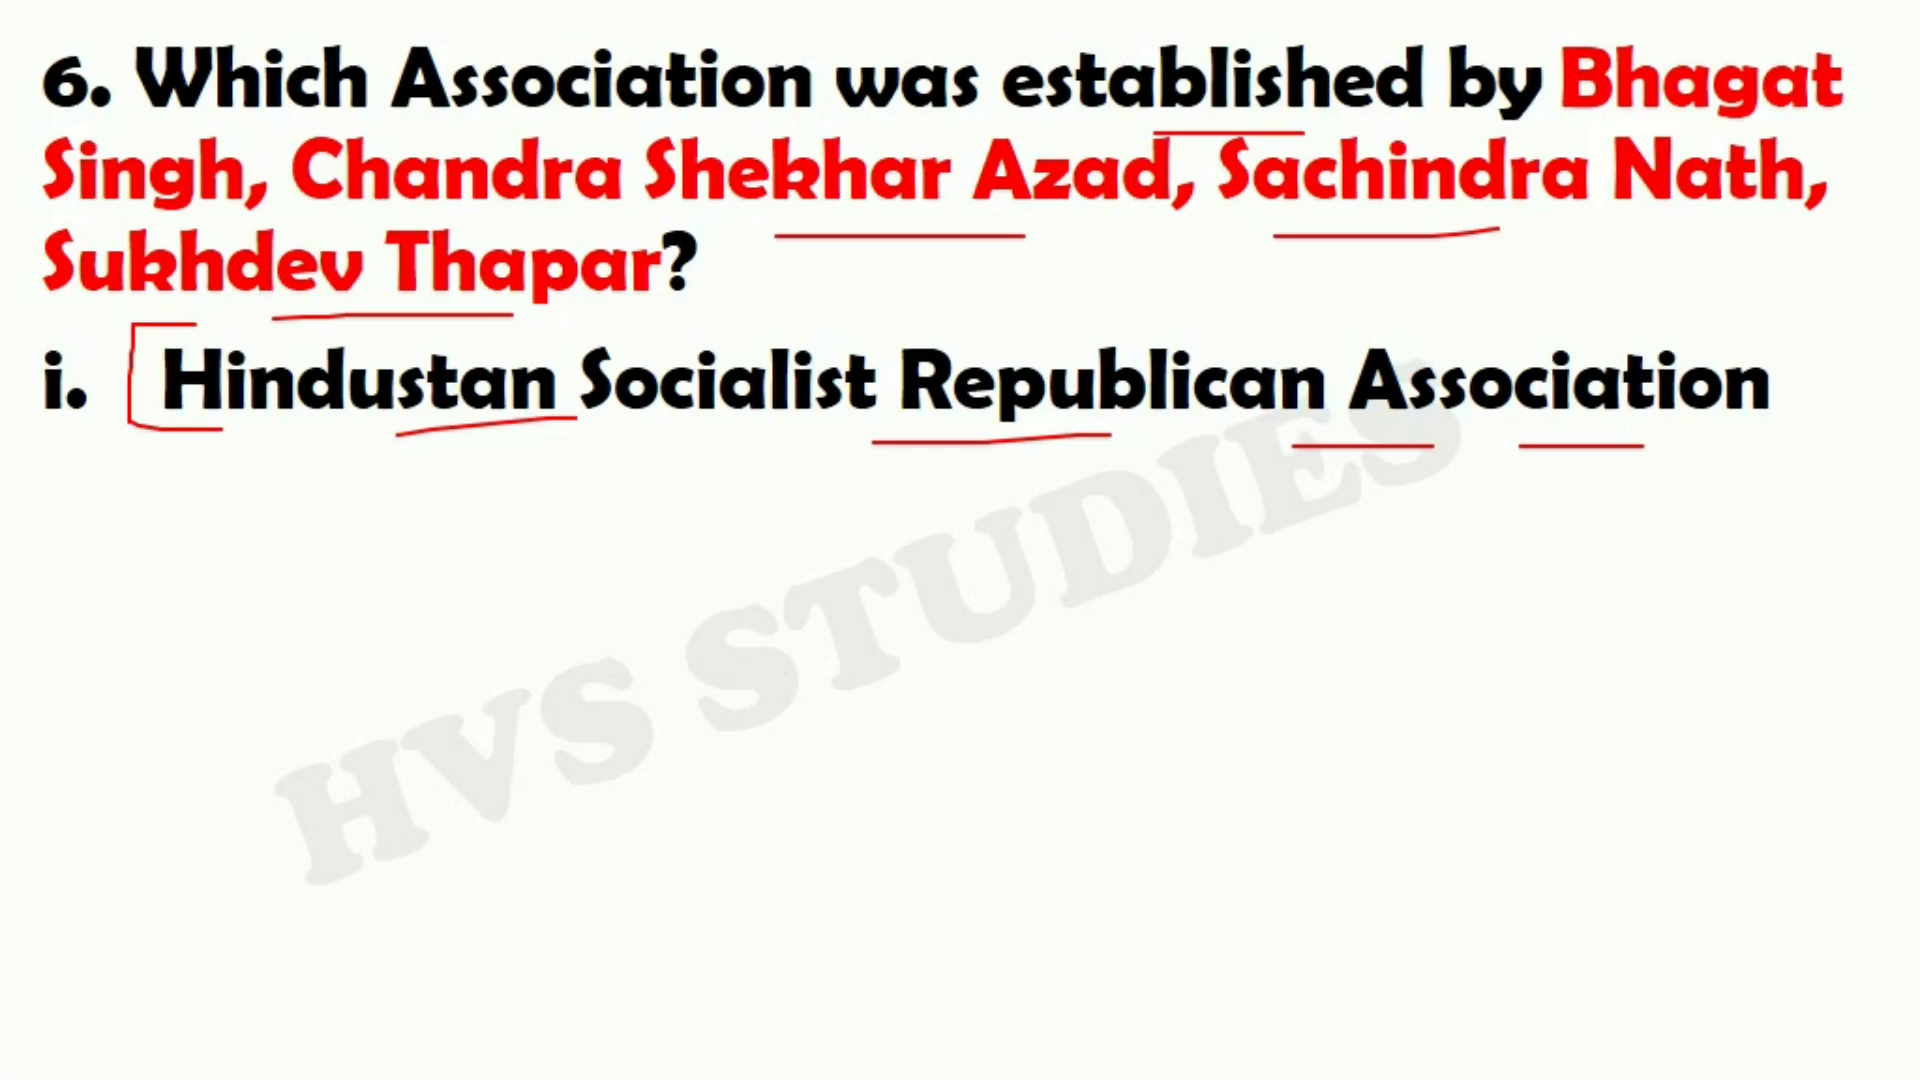 6. Which Association was established by Bhagat
Singh, Chandra Shekhar Azad, Sachindra Nath,
Sukhdev Thapar?
i. Hindustan Socialist Republican Association
HVS STUDIES